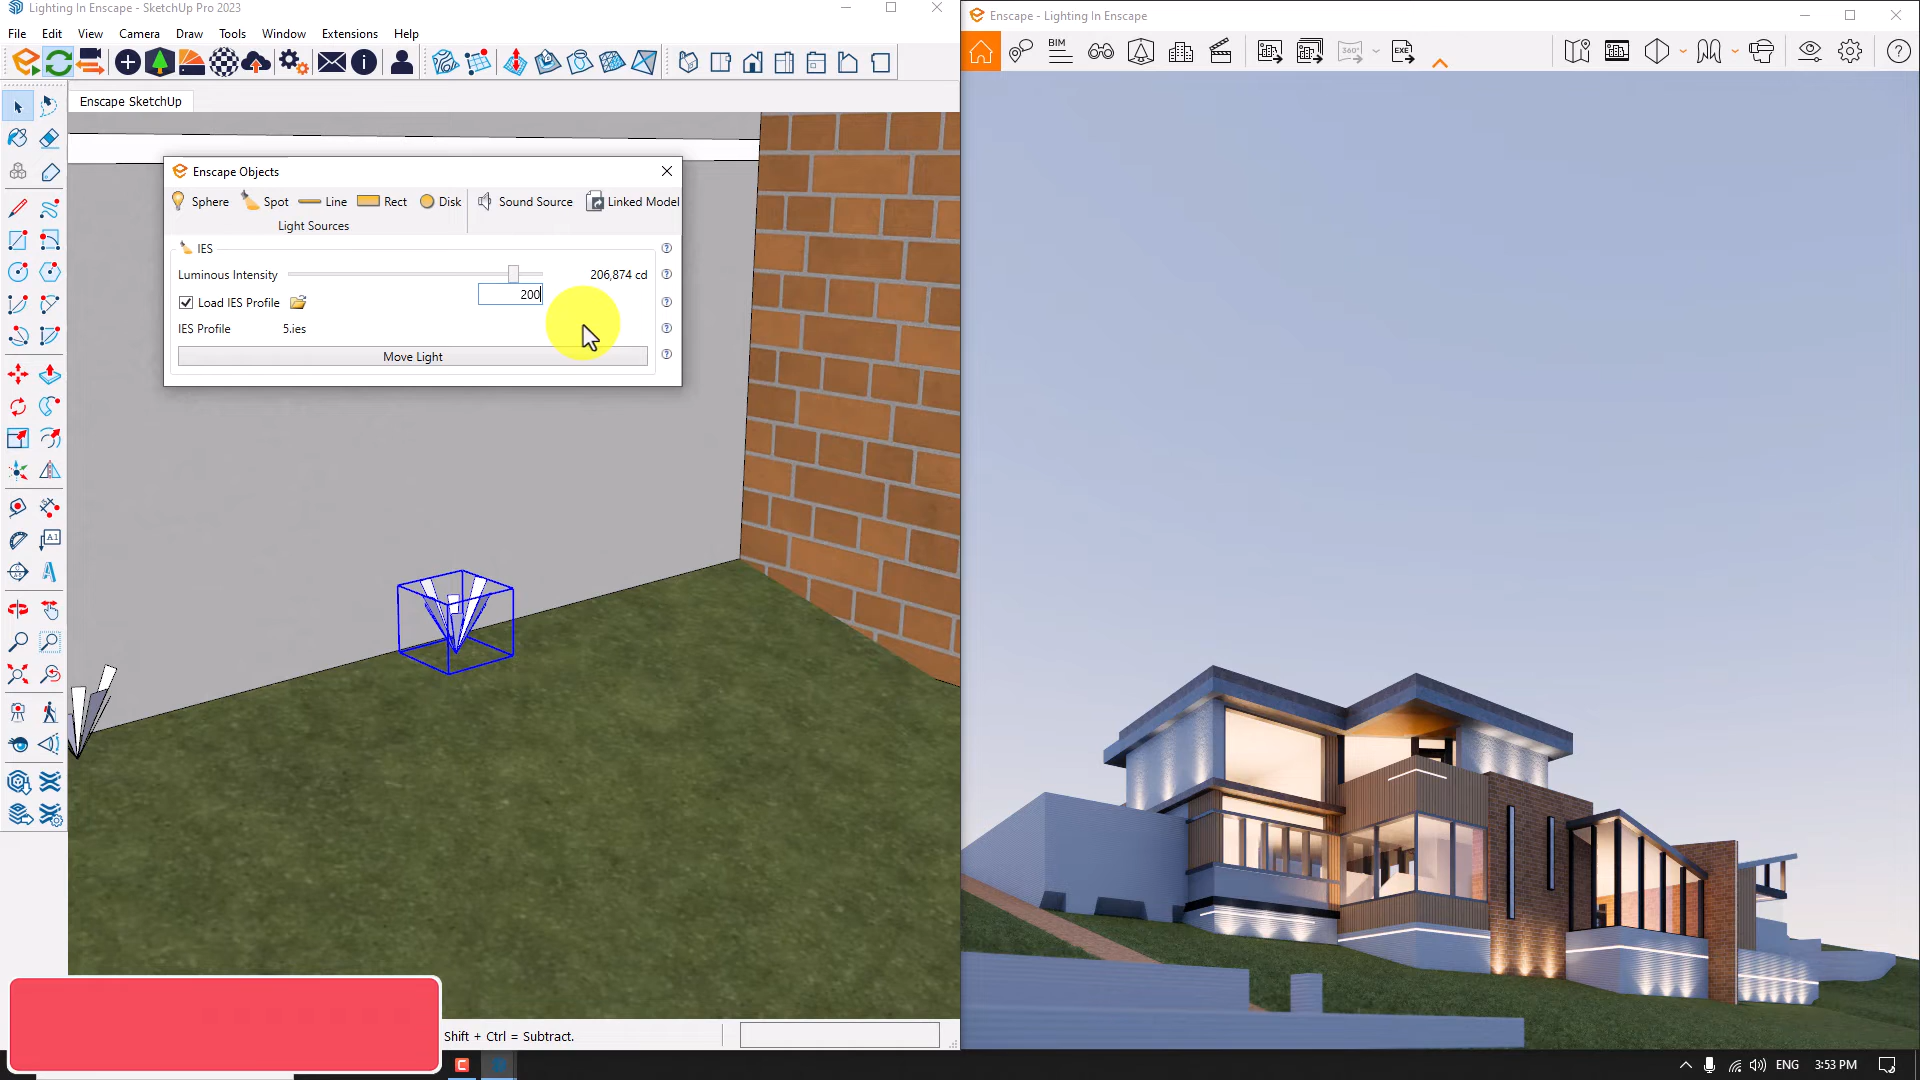 Lighting In Enscape - SketchUp Pro 2023
File Edit View Camera Draw Tools Window Extensions Help
Enscape SketchUp
Enscape Objects
Sphere Spot Line Rect Disk Sound Source Linked Model
Light Sources
IES
Luminous Intensity 206,874 cd
200
Load IES Profile
IES Profile 5.ies
Move Light
Shift + Ctrl = Subtract.
Enscape - Lighting In Enscape
BIM
360°
EXE
ENG 3:53 PM